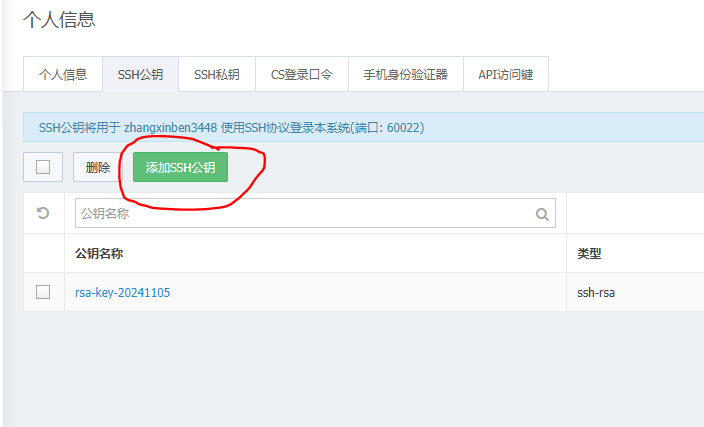 个人信息
个人信息 SSH公钥 SSH私钥 CS登录口令 手机身份验证器 API访问键
SSH公钥将用于 zhangxinben3448 使用SSH协议登录本系统(端口: 60022)
删除 添加SSH公钥
公钥名称
公钥名称 类型
rsa-key-20241105 ssh-rsa